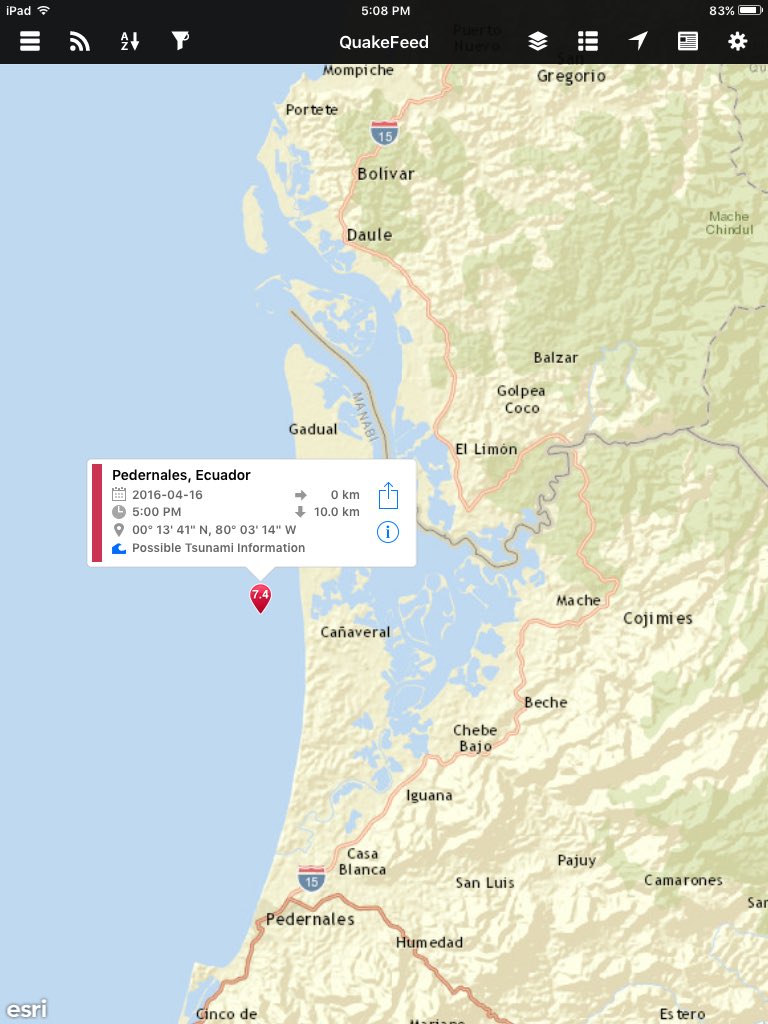 iPad
5:08 PM
83%
A
Z
QuakeFeed
Puerto
Nuevo
San
Gregorio
Mompiche
Portete
15
Bolívar
Mache
Chindul
Daule
Balzar
Golpea
Coco
MANABI
Gadual
El Limón
Pedernales, Ecuador
2016-04-16
0 km
5:00 PM
10.0 km
00° 13' 41" N, 80° 03' 14" W
Possible Tsunami Information
7.4
Mache
Cojimies
Cañaveral
Beche
Chebe
Bajo
Iguana
Casa
Blanca
Pajuy
15
San Luis
Camarones
Pedernales
Humedad
esri
Cinco de
Estero